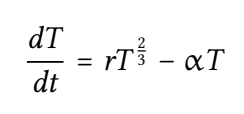 dT/dt = rT^{2/3} − αT